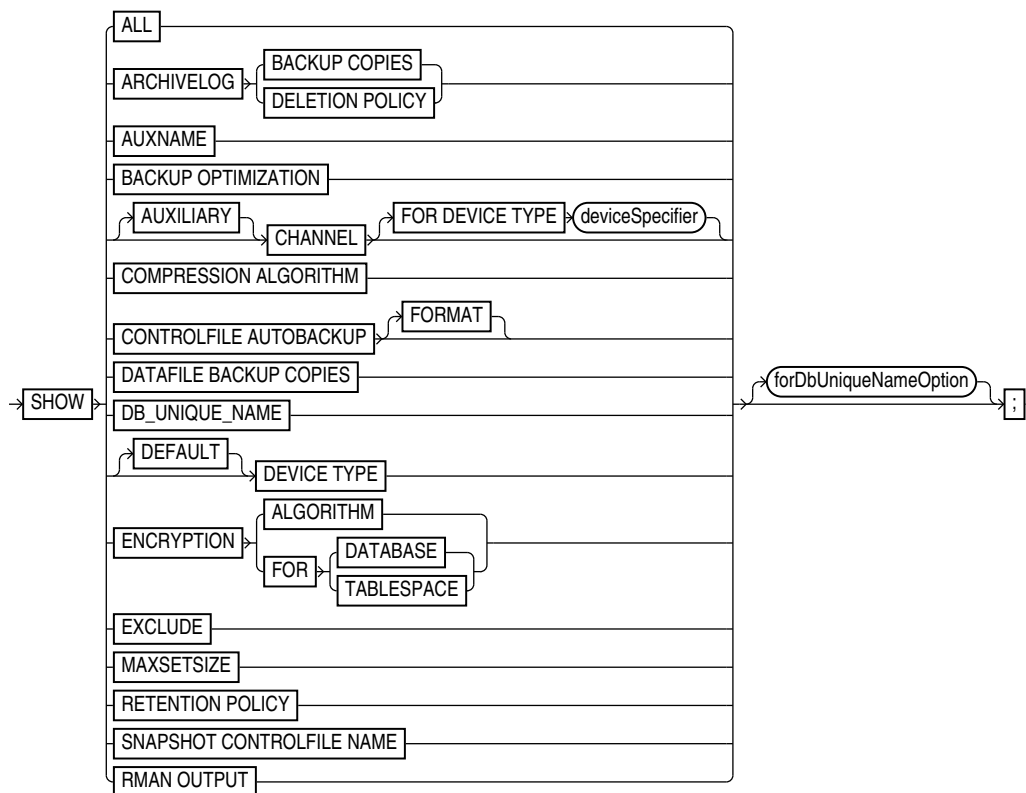 ALL
ARCHIVELOG
BACKUP COPIES
DELETION POLICY
AUXNAME
BACKUP OPTIMIZATION
AUXILIARY
CHANNEL
FOR DEVICE TYPE
deviceSpecifier
COMPRESSION ALGORITHM
CONTROLFILE AUTOBACKUP
FORMAT
DATAFILE BACKUP COPIES
SHOW
DB_UNIQUE_NAME
DEFAULT
DEVICE TYPE
ENCRYPTION
ALGORITHM
FOR
DATABASE
TABLESPACE
EXCLUDE
MAXSETSIZE
RETENTION POLICY
SNAPSHOT CONTROLFILE NAME
RMAN OUTPUT
forDbUniqueNameOption
;